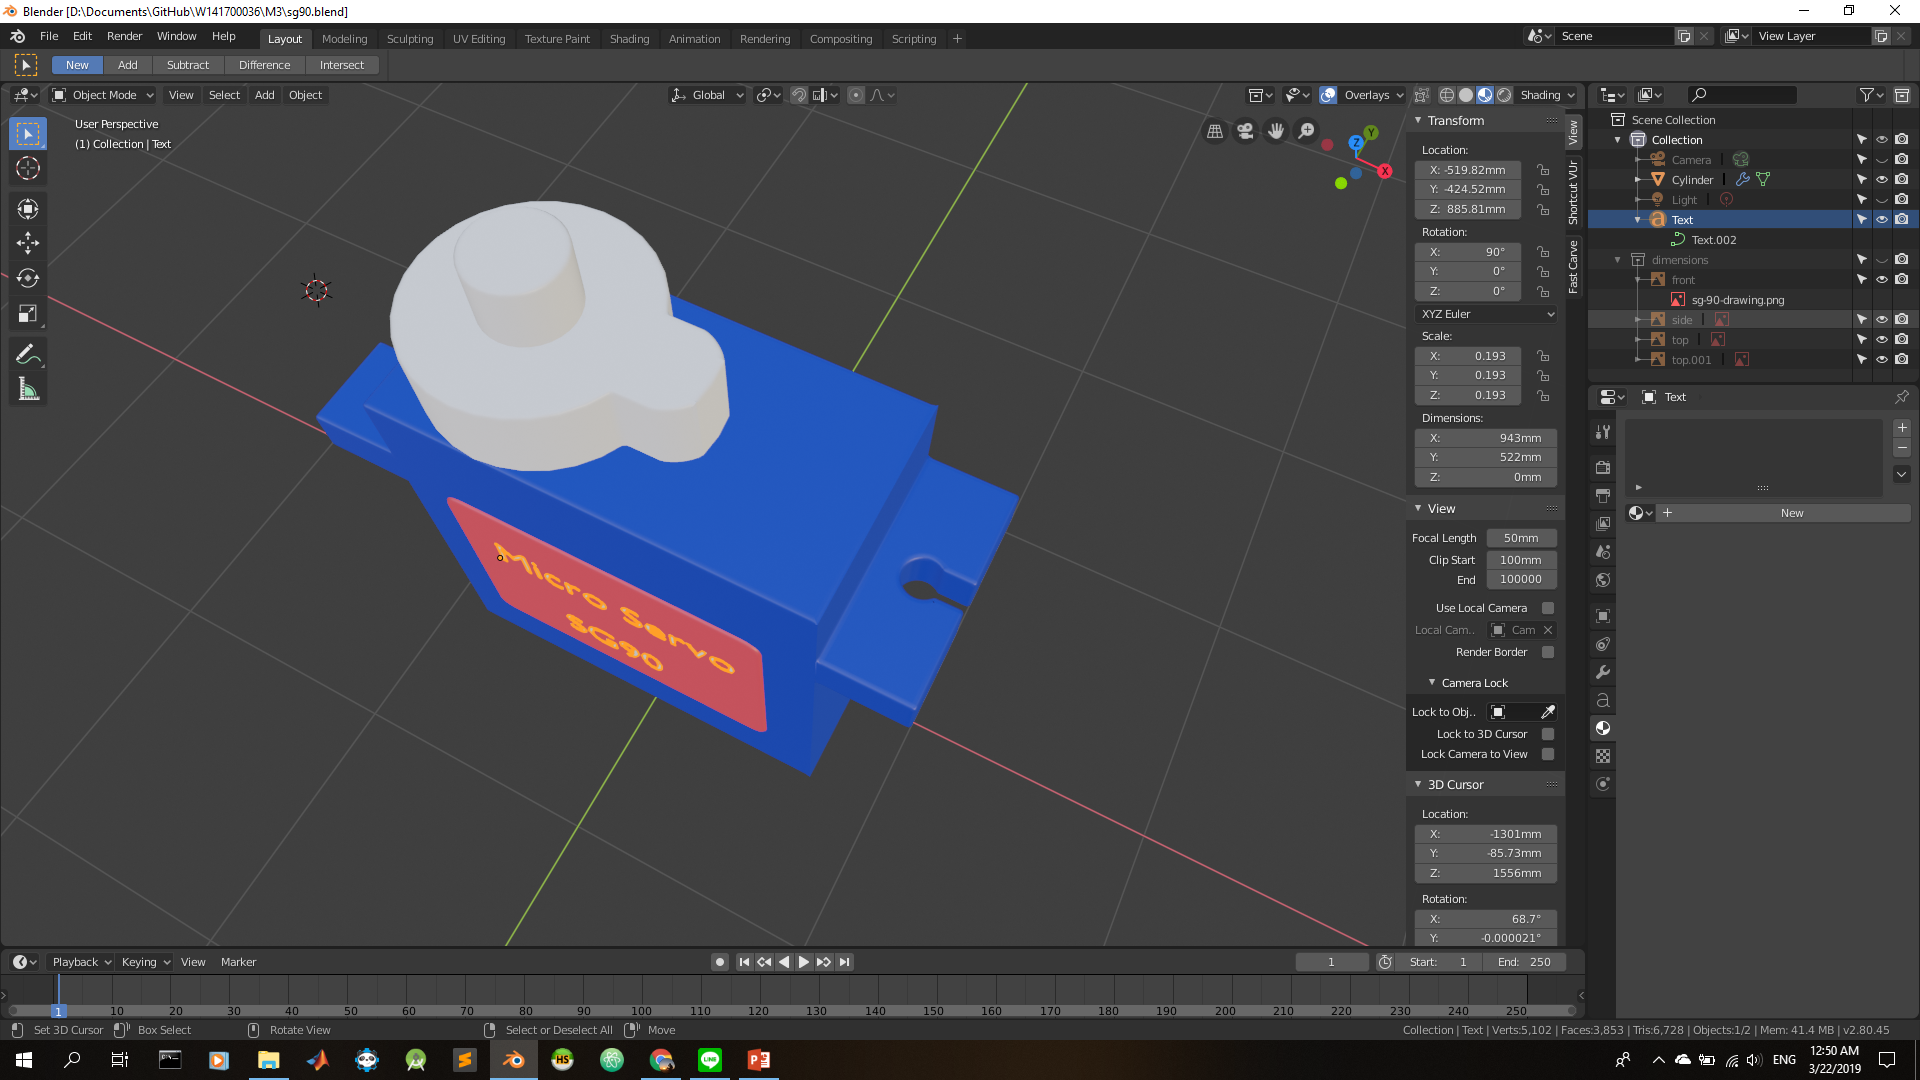 Blender [D:\Documents\GitHub\W141700036\M3\sg90.blend]
File Edit Render Window Help Layout Modeling Sculpting UV Editing Texture Paint Shading Animation Rendering Compositing Scripting + Scene View Layer
New Add Subtract Difference Intersect
Object Mode View Select Add Object Global Overlays Shading
User Perspective
(1) Collection | Text
Micro Servo
SG90
Z Y X
Transform
Location:
X: -519.82mm
Y: -424.52mm
Z: 885.81mm
Rotation:
X: 90°
Y: 0°
Z: 0°
XYZ Euler
Scale:
X: 0.193
Y: 0.193
Z: 0.193
Dimensions:
X: 943mm
Y: 522mm
Z: 0mm
View
Focal Length 50mm
Clip Start 100mm
End 100000
Use Local Camera
Local Cam.. Cam
Render Border
Camera Lock
Lock to Obj..
Lock to 3D Cursor
Lock Camera to View
3D Cursor
Location:
X: -1301mm
Y: -85.73mm
Z: 1556mm
Rotation:
X: 68.7°
Y: -0.000021°
View
Shortcut VUr
Fast Carve
Scene Collection
Collection
Camera
Cylinder
Light
Text
Text.002
dimensions
front
sg-90-drawing.png
side
top
top.001
Text
New
Playback Keying View Marker 1 Start: 1 End: 250
1 10 20 30 40 50 60 70 80 90 100 110 120 130 140 150 160 170 180 190 200 210 220 230 240 250
Set 3D Cursor Box Select Rotate View Select or Deselect All Move Collection | Text | Verts:5,102 | Faces:3,853 | Tris:6,728 | Objects:1/2 | Mem: 41.4 MB | v2.80.45
HS
LINE
ENG
12:50 AM
3/22/2019